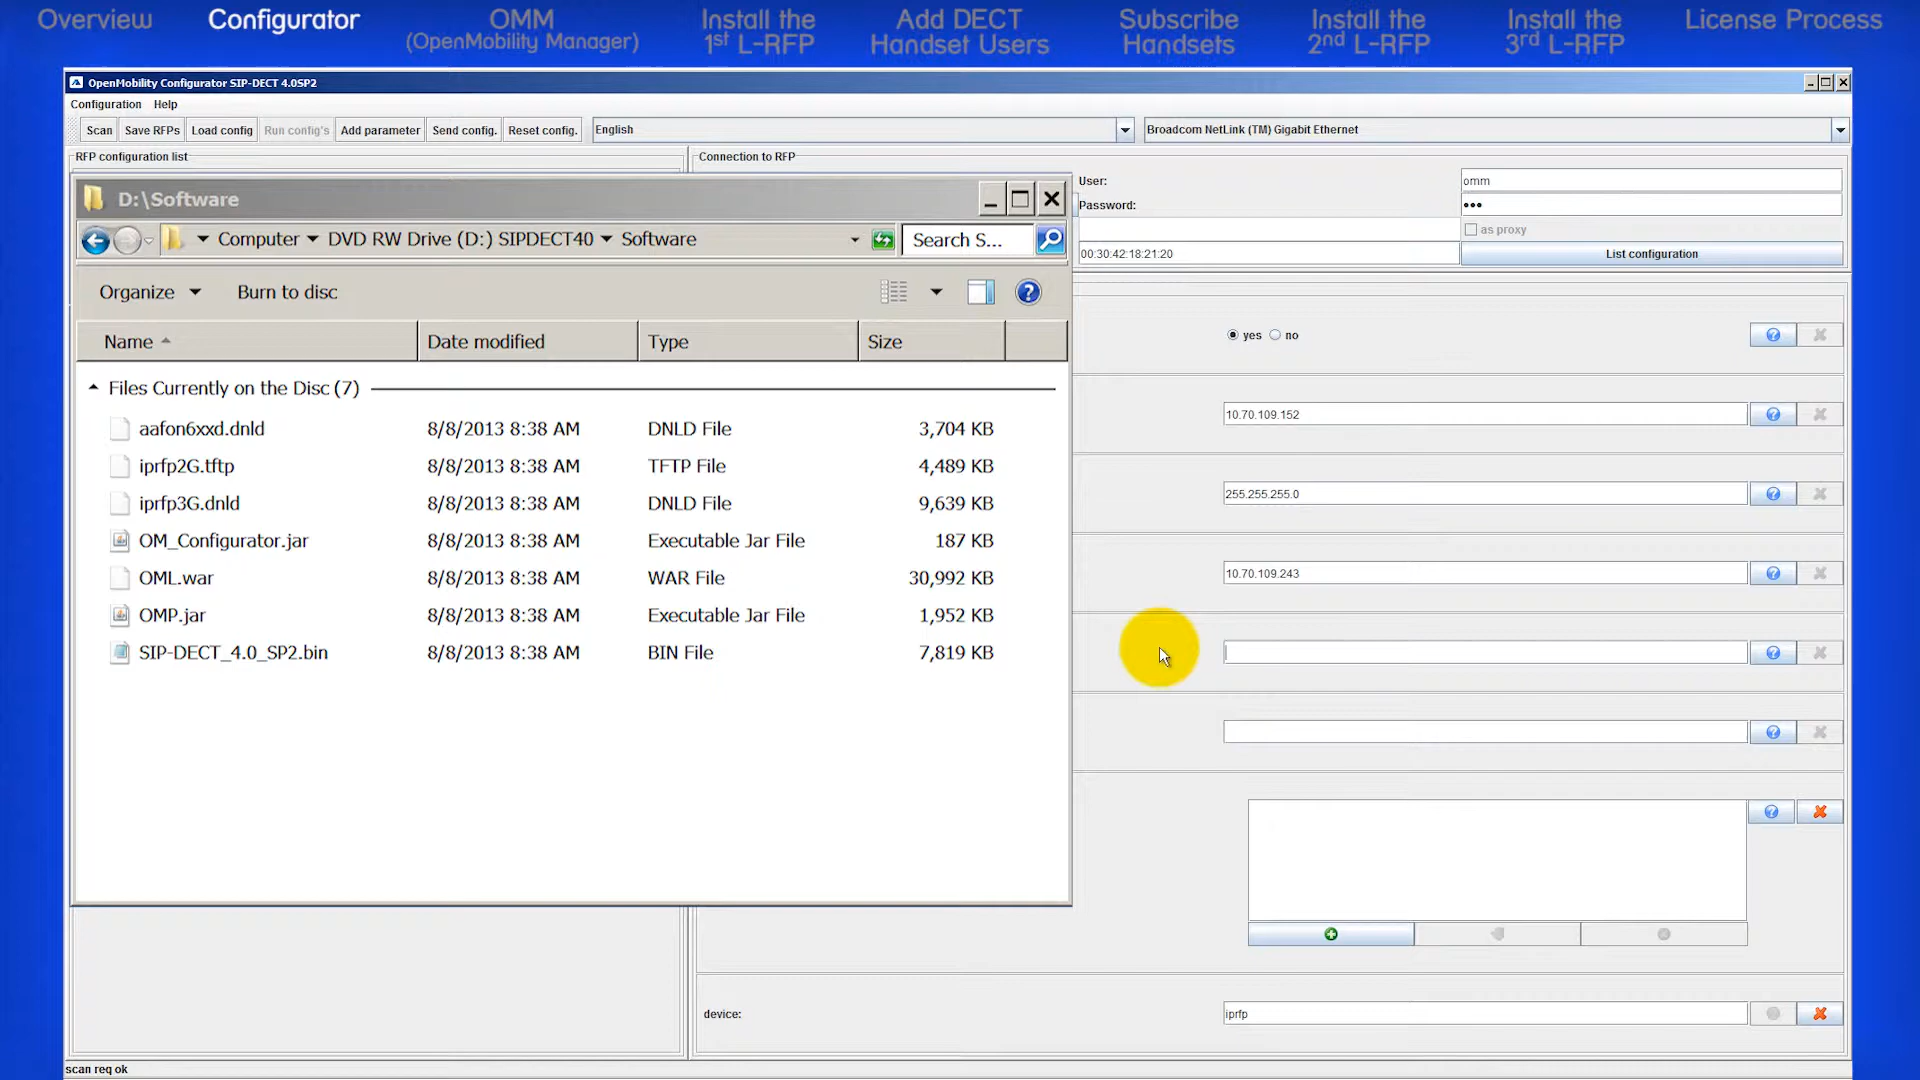 Overview
Configurator
OMM
(OpenMobility Manager)
Install the
1st L-RFP
Add DECT
Handset Users
Subscribe
Handsets
Install the
2nd L-RFP
Install the
3rd L-RFP
License Process
OpenMobility Configurator SIP-DECT 4.0SP2
Configuration Help
Scan Save RFPs Load config Run config's Add parameter Send config. Reset config. English Broadcom NetLink (TM) Gigabit Ethernet
RFP configuration list
Connection to RFP
D:\Software
Computer DVD RW Drive (D:) SIPDECT40 Software Search S...
Organize Burn to disc
Name Date modified Type Size
Files Currently on the Disc (7)
aafon6xxd.dnld 8/8/2013 8:38 AM DNLD File 3,704 KB
iprfp2G.tftp 8/8/2013 8:38 AM TFTP File 4,489 KB
iprfp3G.dnld 8/8/2013 8:38 AM DNLD File 9,639 KB
OM_Configurator.jar 8/8/2013 8:38 AM Executable Jar File 187 KB
OML.war 8/8/2013 8:38 AM WAR File 30,992 KB
OMP.jar 8/8/2013 8:38 AM Executable Jar File 1,952 KB
SIP-DECT_4.0_SP2.bin 8/8/2013 8:38 AM BIN File 7,819 KB
User: omm
Password: •••
as proxy
00:30:42:18:21:20 List configuration
yes no
10.70.109.152
255.255.255.0
10.70.109.243
device: iprfp
scan req ok